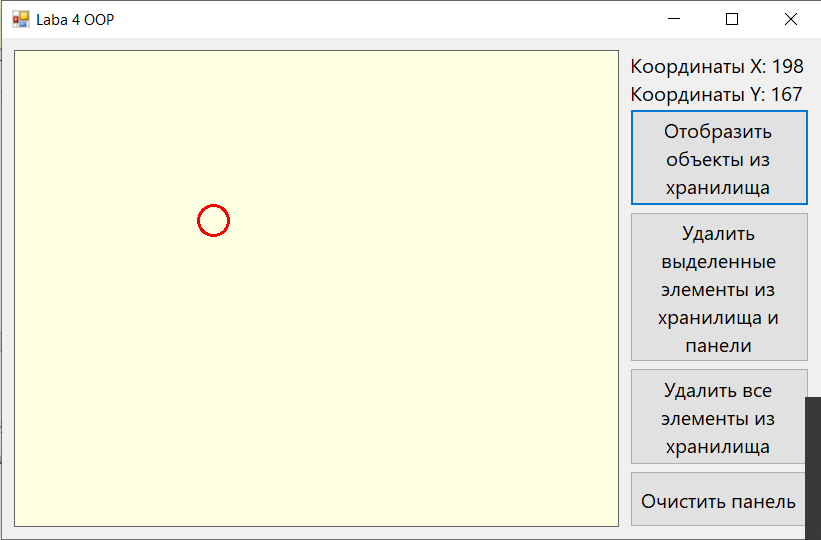 Laba 4 OOP
Координаты X: 198
Координаты Y: 167
Отобразить
объекты из
хранилища
Удалить
выделенные
элементы из
хранилища и
панели
Удалить все
элементы из
хранилища
Очистить панель